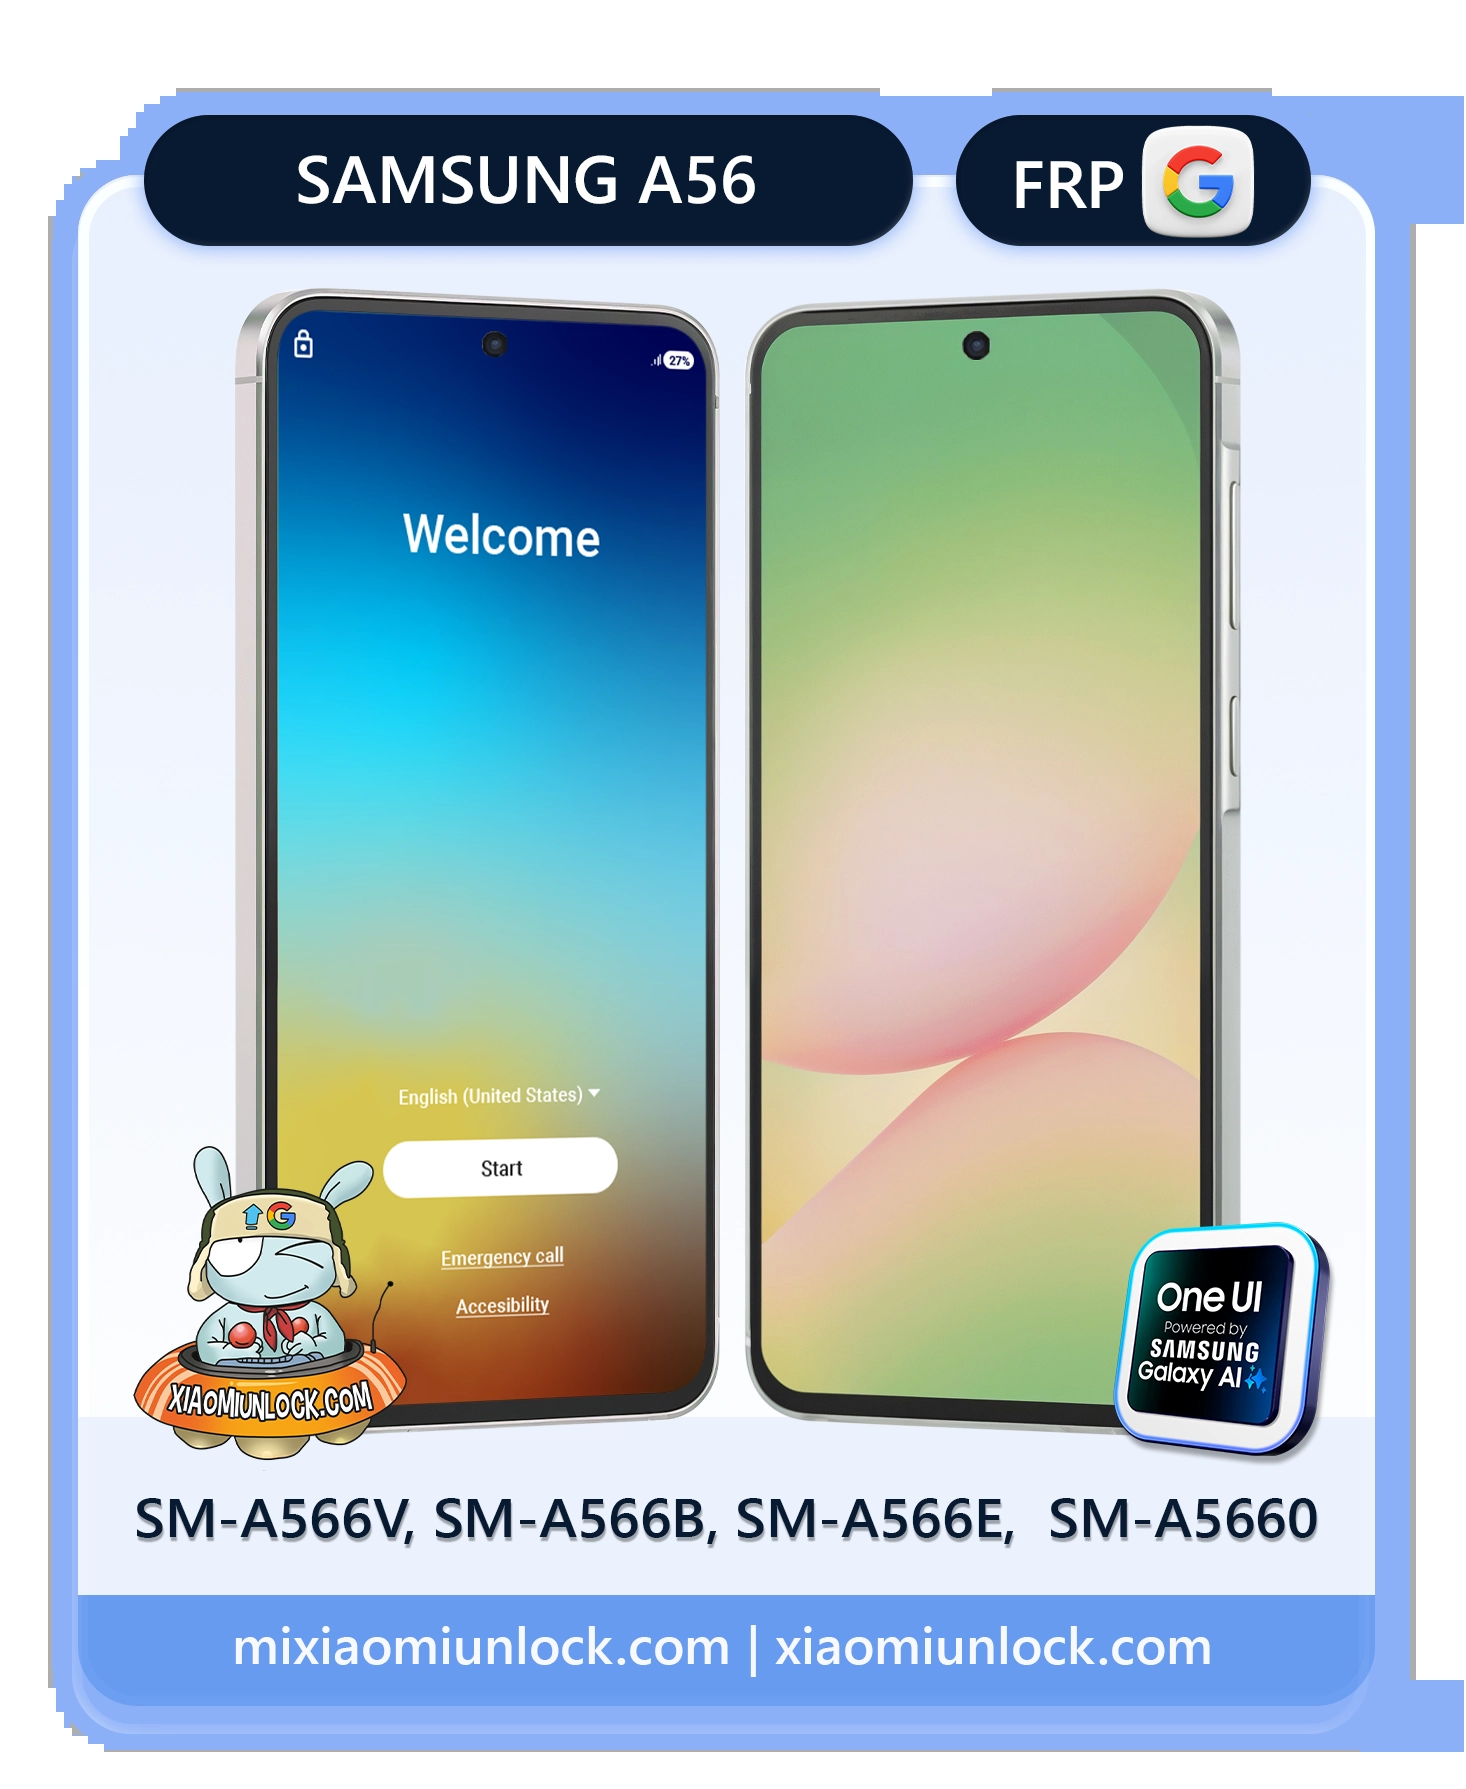 SAMSUNG A56
FRP G
27%
Welcome
English (United States)
Start
Emergency call
Accesibility
G
XIAOMIUNLOCK.COM
One UI
Powered by
SAMSUNG
Galaxy AI
SM-A566V, SM-A566B, SM-A566E, SM-A5660
mixiaomiunlock.com | xiaomiunlock.com